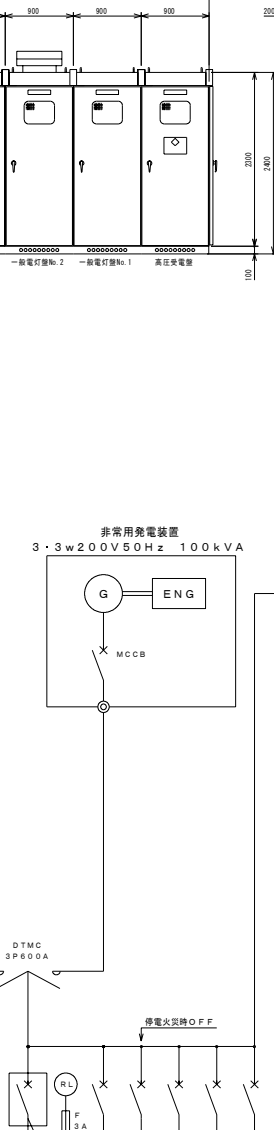 900
900
900
200
2300
2400
100
一般電灯盤No.2
一般電灯盤No.1
高圧受電盤
非常用発電装置
3・3w200V50Hz 100kVA
G
ENG
MCCB
DTMC
3P600A
停電火災時OFF
RL
F
3A